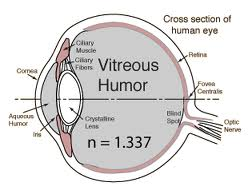 Cross section of
human eye
Ciliary
Muscle
Ciliary
Fibers
Cornea
Vitreous
Humor
Retina
Fovea
Centralis
Aqueous
Humor
Iris
Crystalline
Lens
n = 1.337
Blind
Spot
Optic
Nerve